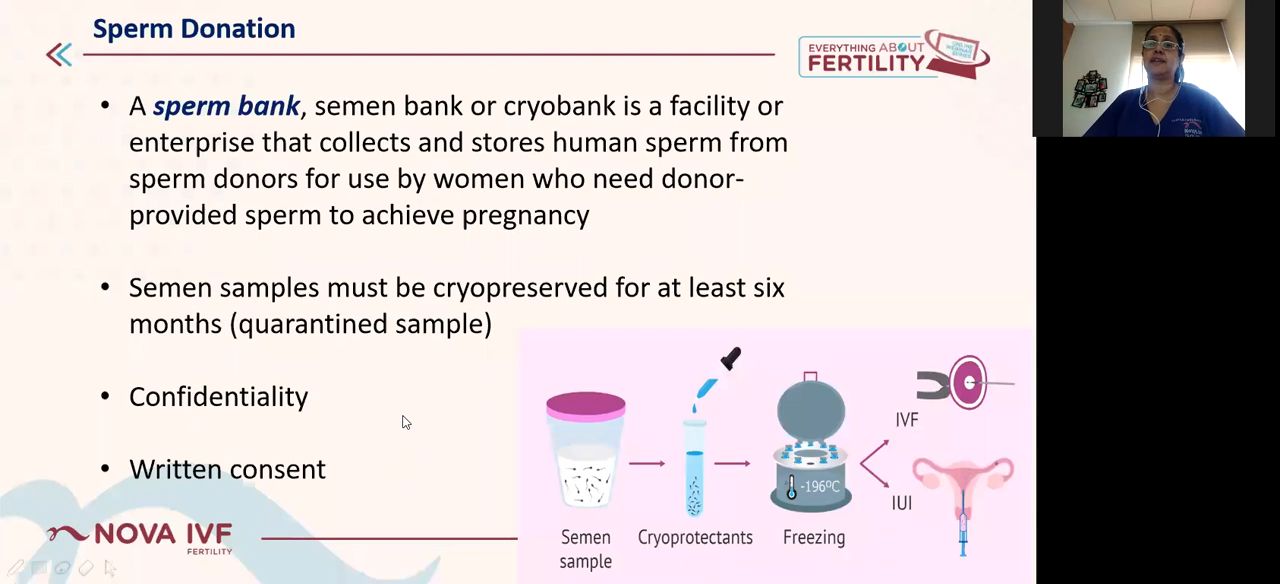 Sperm Donation
EVERYTHING ABOUT
FERTILITY
• A sperm bank, semen bank or cryobank is a facility or
enterprise that collects and stores human sperm from
sperm donors for use by women who need donor-
provided sperm to achieve pregnancy
• Semen samples must be cryopreserved for at least six
months (quarantined sample)
• Confidentiality
• Written consent
IVF
-196ºC
IUI
Semen
sample
Cryoprotectants
Freezing
NOVA IVF
FERTILITY